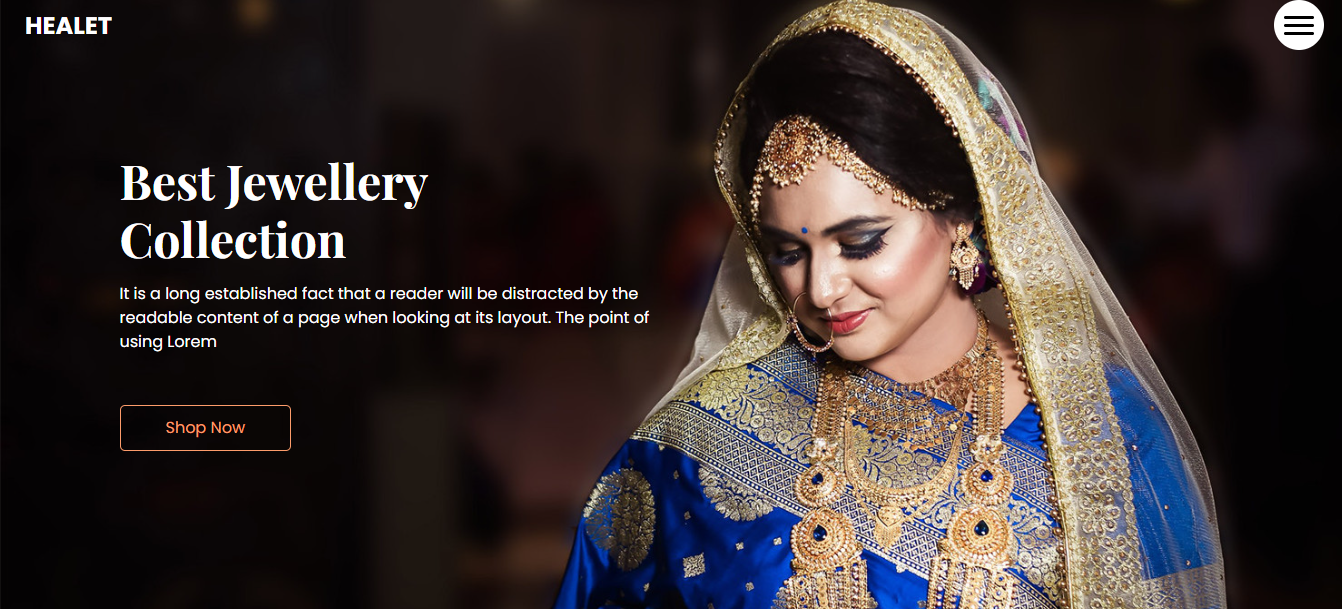 HEALET
Best Jewellery
Collection
It is a long established fact that a reader will be distracted by the
readable content of a page when looking at its layout. The point of
using Lorem
Shop Now